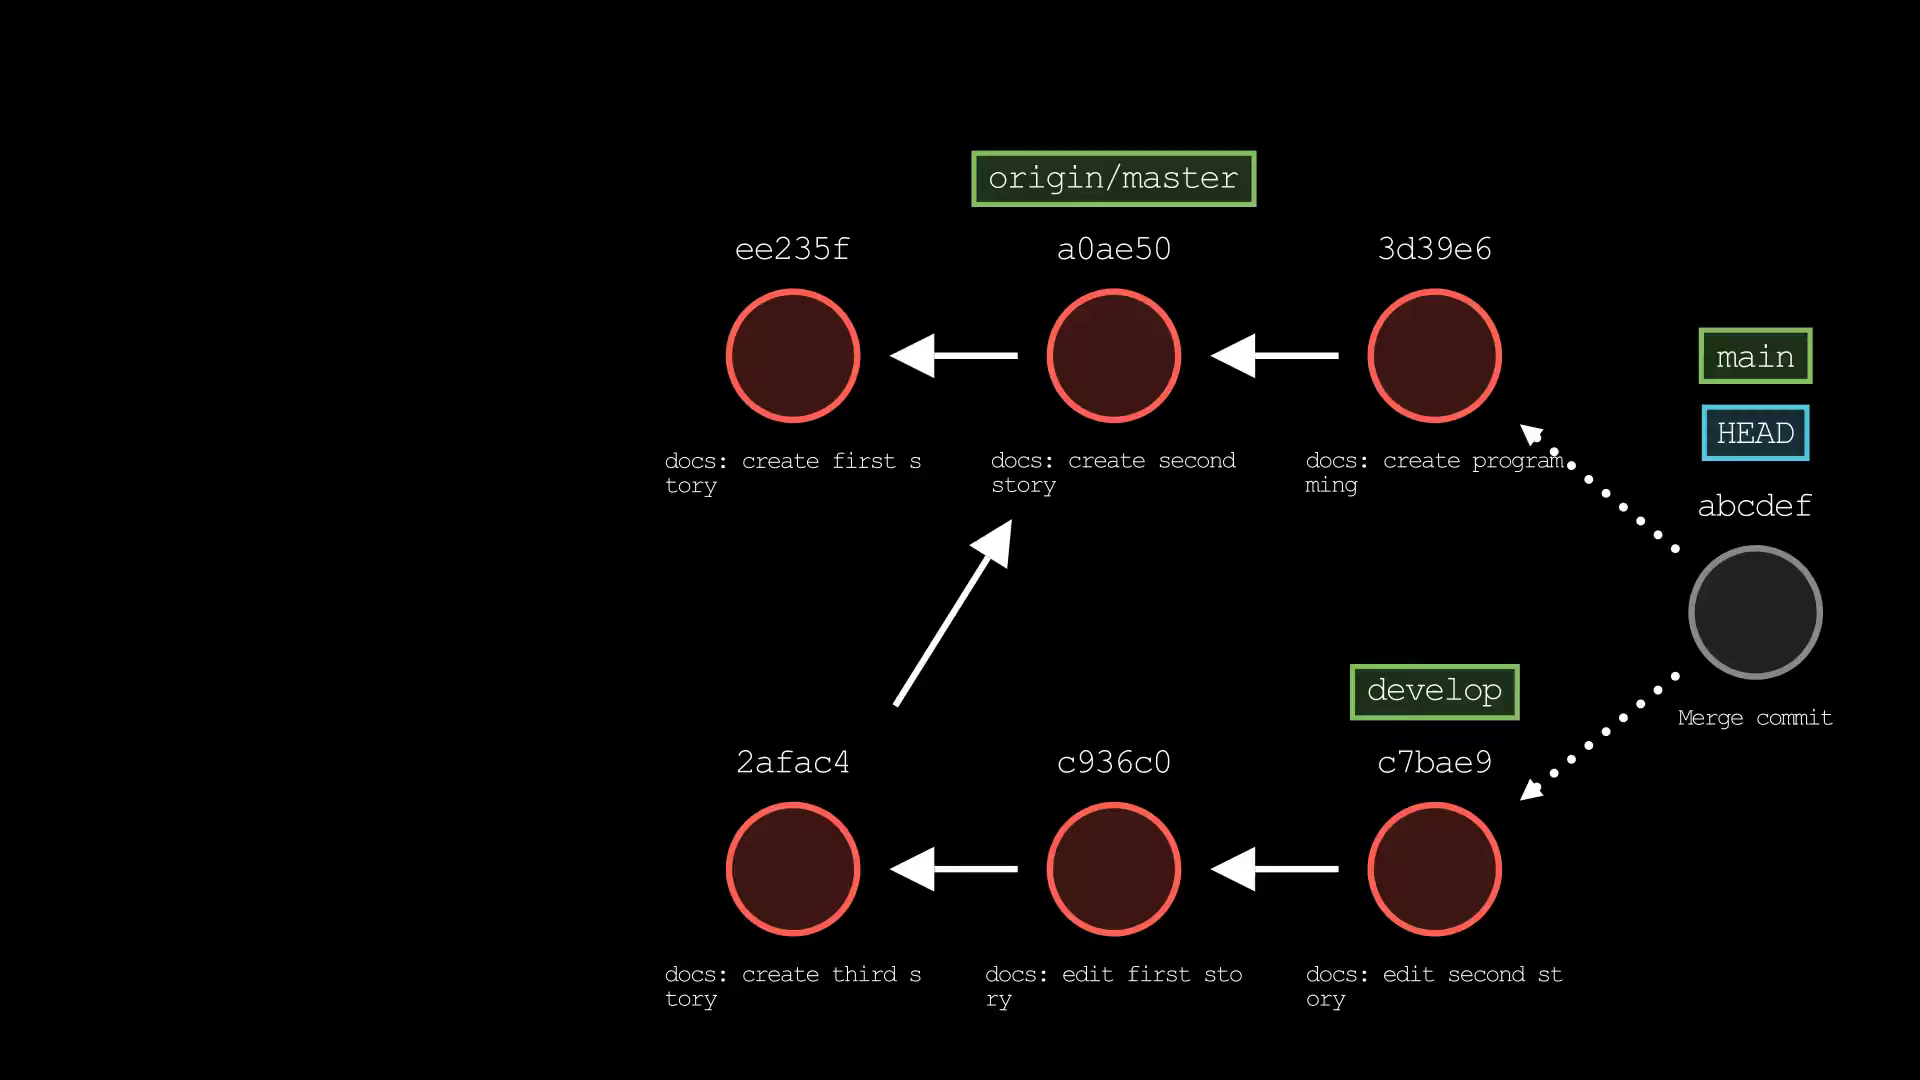 origin/master
ee235f
a0ae50
3d39e6
main
HEAD
docs: create first s
tory
docs: create second
story
docs: create program
ming
abcdef
develop
Merge commit
2afac4
c936c0
c7bae9
docs: create third s
tory
docs: edit first sto
ry
docs: edit second st
ory